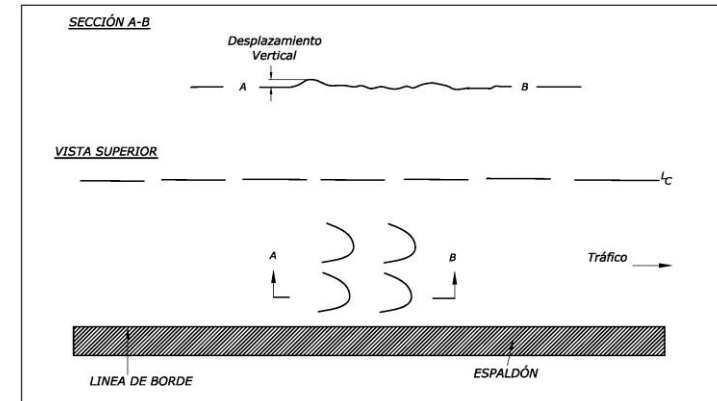 SECCIÓN A-B
Desplazamiento
Vertical
A
B
VISTA SUPERIOR
LC
A
B
Tráfico
LINEA DE BORDE
ESPALDÓN